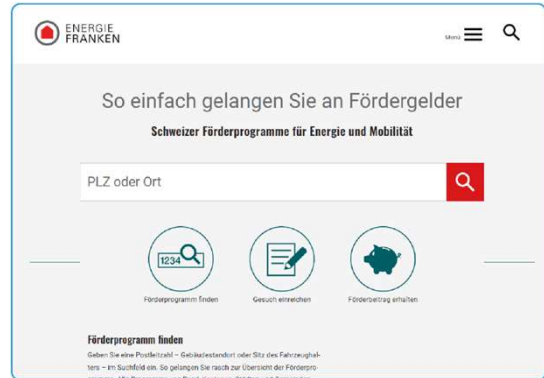 ENERGIE
FRANKEN
Menü
So einfach gelangen Sie an Fördergelder
Schweizer Förderprogramme für Energie und Mobilität
PLZ oder Ort
1234
Förderprogramm finden
Gesuch einreichen
Förderbeitrag erhalten
Förderprogramm finden
Geben Sie eine Postleitzahl – Gebäudestandort oder Sitz des Fahrzeughal-
ters – im Suchfeld ein. So gelangen Sie rasch zur Übersicht der Förderpro-